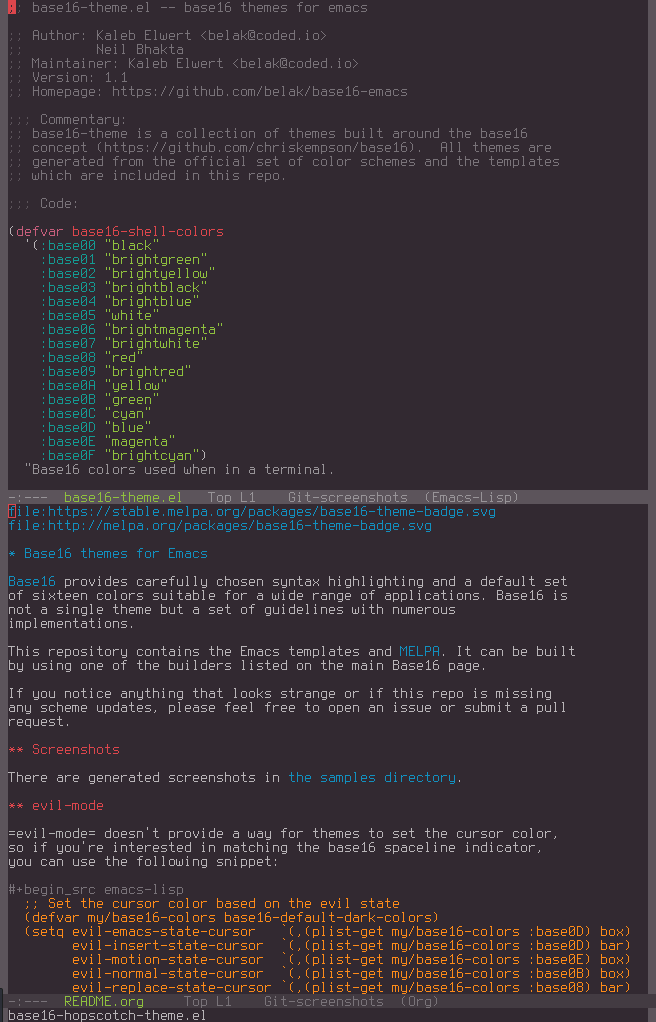 ;; base16-theme.el -- base16 themes for emacs
;; Author: Kaleb Elwert <belak@coded.io>
;;         Neil Bhakta
;; Maintainer: Kaleb Elwert <belak@coded.io>
;; Version: 1.1
;; Homepage: https://github.com/belak/base16-emacs
;;; Commentary:
;; base16-theme is a collection of themes built around the base16
;; concept (https://github.com/chriskempson/base16).  All themes are
;; generated from the official set of color schemes and the templates
;; which are included in this repo.
;;; Code:
(defvar base16-shell-colors
  '(:base00 "black"
    :base01 "brightgreen"
    :base02 "brightyellow"
    :base03 "brightblack"
    :base04 "brightblue"
    :base05 "white"
    :base06 "brightmagenta"
    :base07 "brightwhite"
    :base08 "red"
    :base09 "brightred"
    :base0A "yellow"
    :base0B "green"
    :base0C "cyan"
    :base0D "blue"
    :base0E "magenta"
    :base0F "brightcyan")
  "Base16 colors used when in a terminal.
-:---  base16-theme.el   Top L1    Git-screenshots  (Emacs-Lisp)
file:https://stable.melpa.org/packages/base16-theme-badge.svg
file:http://melpa.org/packages/base16-theme-badge.svg
* Base16 themes for Emacs
Base16 provides carefully chosen syntax highlighting and a default set
of sixteen colors suitable for a wide range of applications. Base16 is
not a single theme but a set of guidelines with numerous
implementations.
This repository contains the Emacs templates and MELPA. It can be built
by using one of the builders listed on the main Base16 page.
If you notice anything that looks strange or if this repo is missing
any scheme updates, please feel free to open an issue or submit a pull
request.
** Screenshots
There are generated screenshots in the samples directory.
** evil-mode
=evil-mode= doesn't provide a way for themes to set the cursor color,
so if you're interested in matching the base16 spaceline indicator,
you can use the following snippet:
#+begin_src emacs-lisp
  ;; Set the cursor color based on the evil state
  (defvar my/base16-colors base16-default-dark-colors)
  (setq evil-emacs-state-cursor   `(,(plist-get my/base16-colors :base0D) box)
        evil-insert-state-cursor  `(,(plist-get my/base16-colors :base0D) bar)
        evil-motion-state-cursor  `(,(plist-get my/base16-colors :base0E) box)
        evil-normal-state-cursor  `(,(plist-get my/base16-colors :base0B) box)
        evil-replace-state-cursor `(,(plist-get my/base16-colors :base08) bar)
-:---  README.org     Top L1    Git-screenshots  (Org)
base16-hopscotch-theme.el